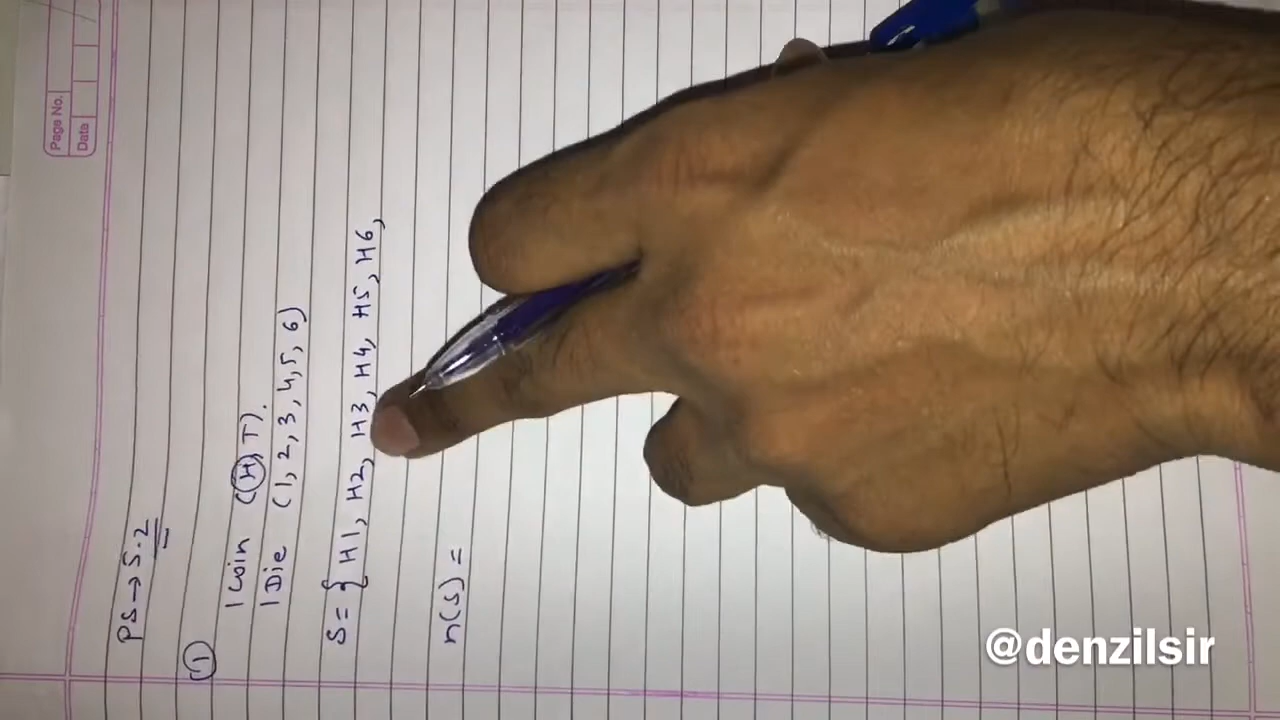 Page No.
Date
PS → 5.2
1
1 Coin (H, T).
1 Die (1, 2, 3, 4, 5, 6)
S = { H1, H2, H3, H4, H5, H6,
n(S) =
@denzilsir